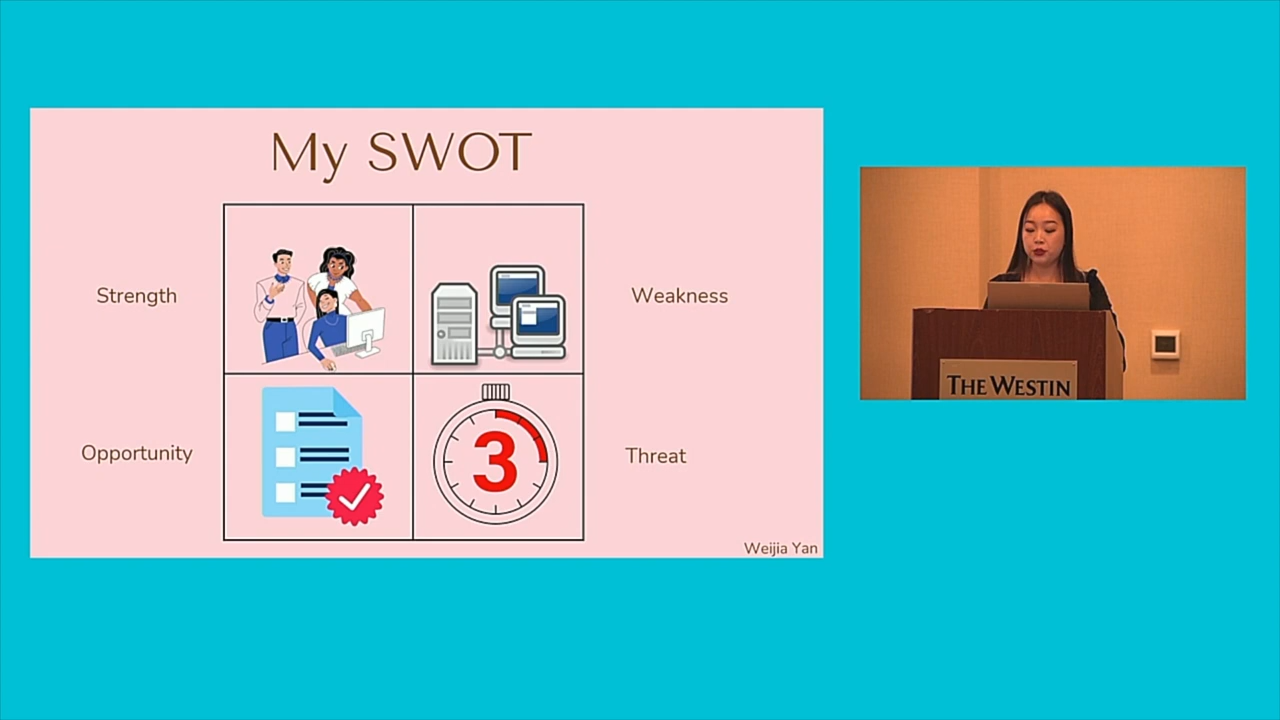 My SWOT
Strength
Weakness
Opportunity
3
Threat
Weijia Yan
THE WESTIN